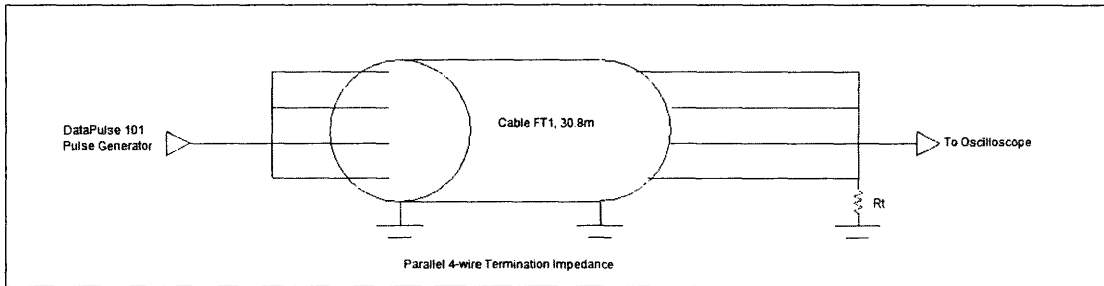 DataPulse 101
Pulse Generator
Cable FT1, 30.8m
To Oscilloscope
Rt
Parallel 4-wire Termination Impedance